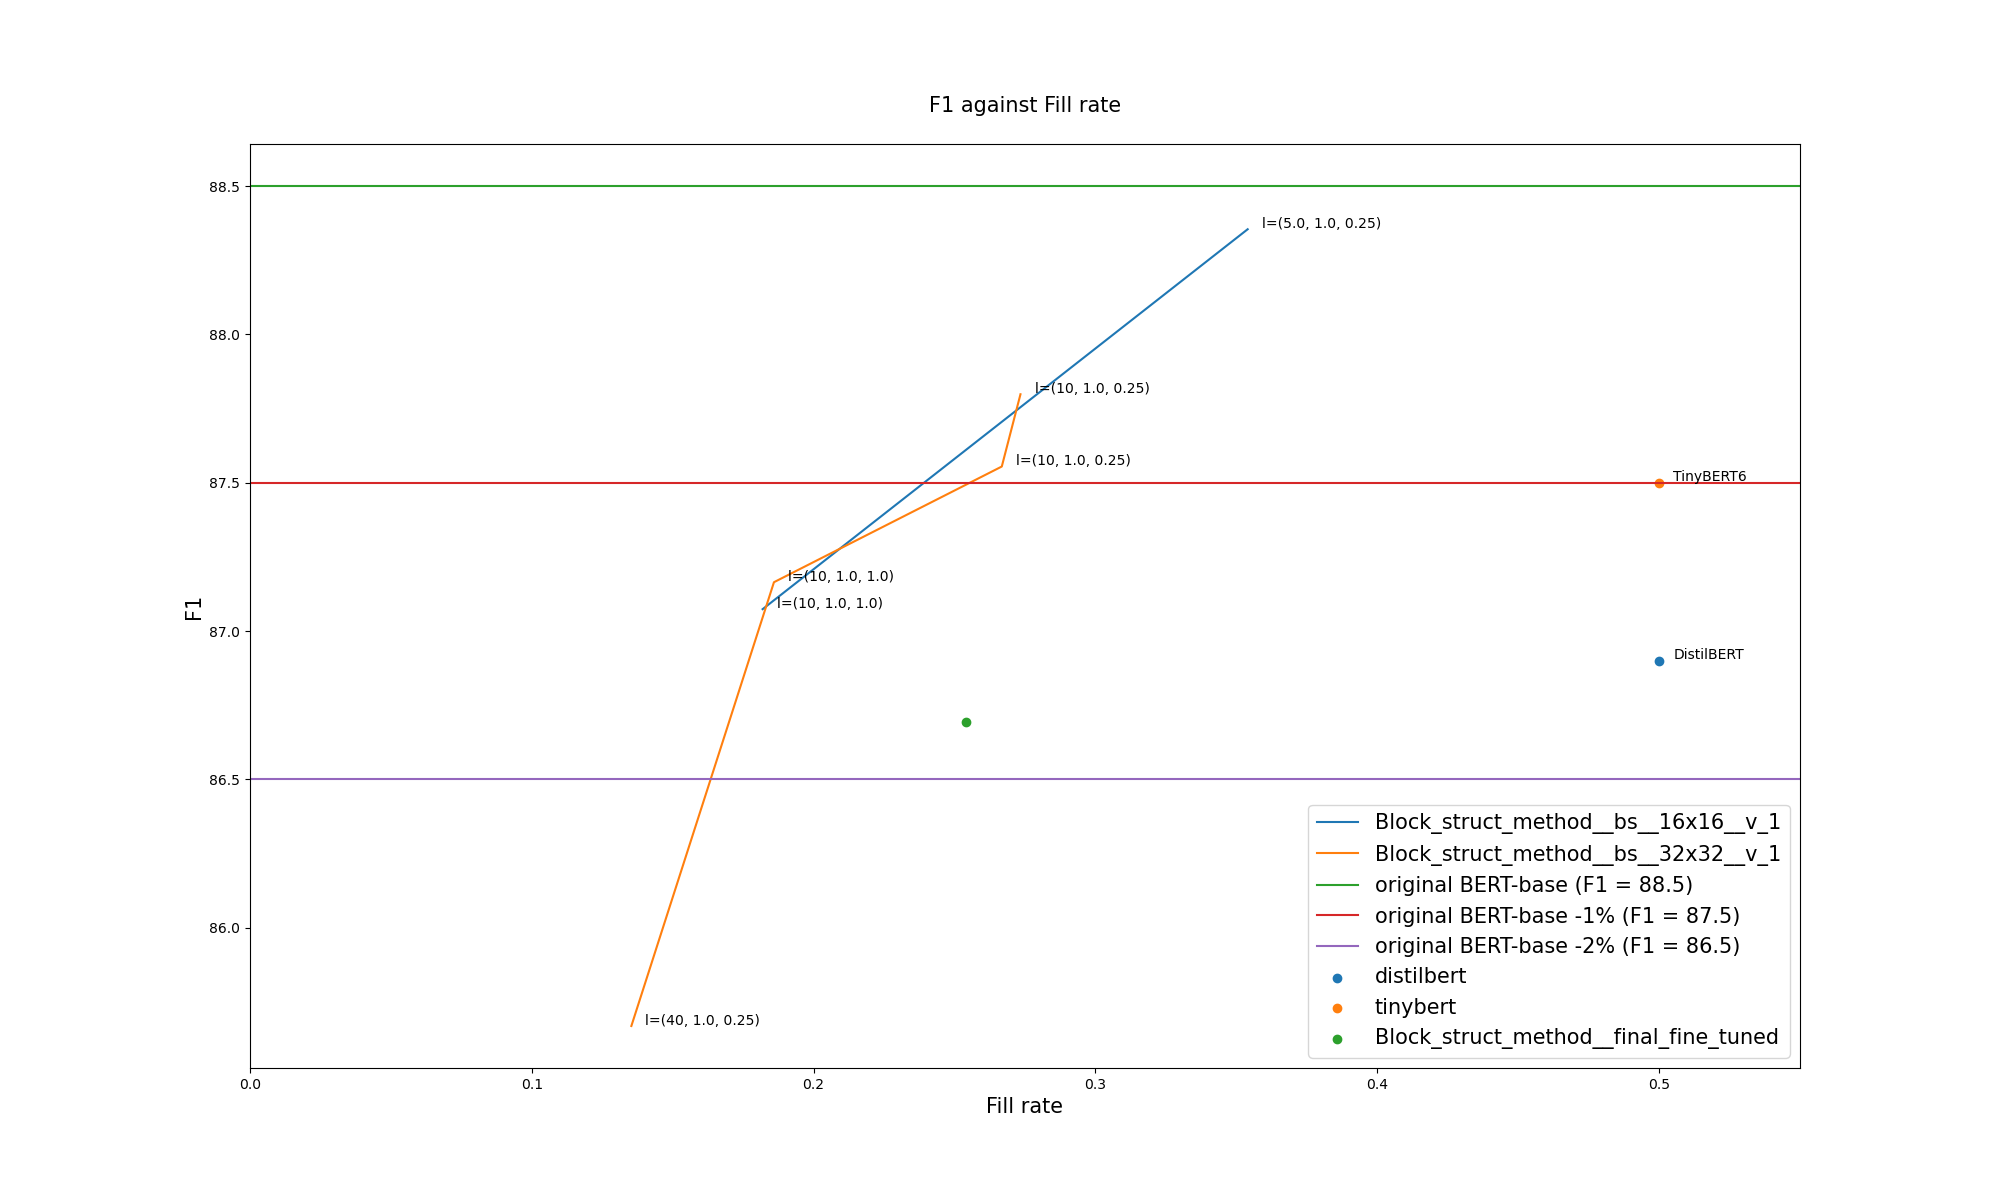 F1 against Fill rate
88.5
88.0
87.5
87.0
86.5
86.0
F1
l=(5.0, 1.0, 0.25)
l=(10, 1.0, 0.25)
l=(10, 1.0, 0.25)
TinyBERT6
l=(10, 1.0, 1.0)
l=(10, 1.0, 1.0)
DistilBERT
l=(40, 1.0, 0.25)
Block_struct_method__bs__16x16__v_1
Block_struct_method__bs__32x32__v_1
original BERT-base (F1 = 88.5)
original BERT-base -1% (F1 = 87.5)
original BERT-base -2% (F1 = 86.5)
distilbert
tinybert
Block_struct_method__final_fine_tuned
0.0 0.1 0.2 0.3 0.4 0.5
Fill rate